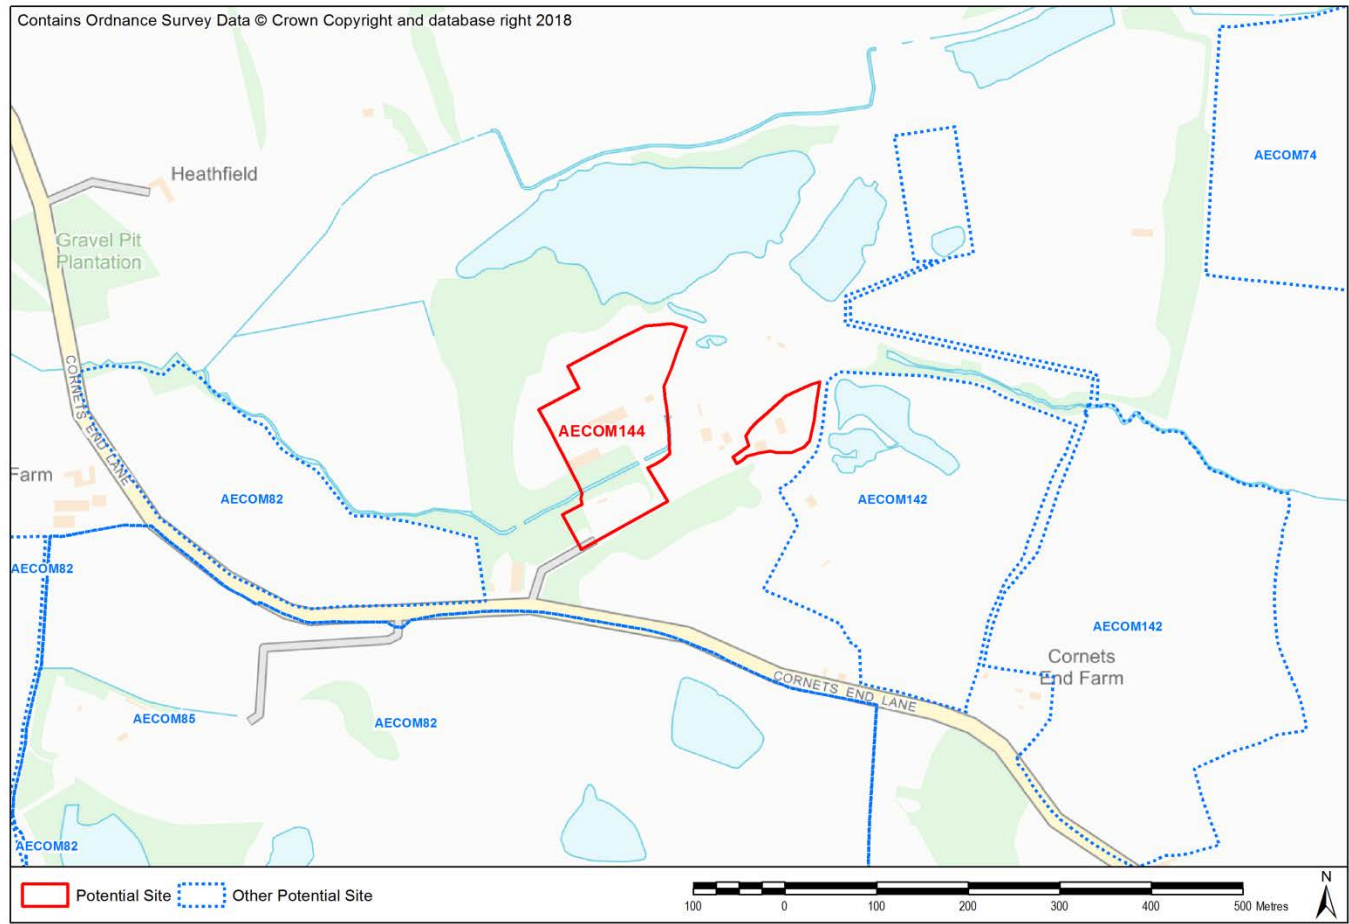 Contains Ordnance Survey Data © Crown Copyright and database right 2018
AECOM74
Heathfield
Gravel Pit
Plantation
CORNETS END LANE
AECOM144
Farm
AECOM82
AECOM142
AECOM82
AECOM142
Cornets
End Farm
CORNETS END LANE
AECOM85
AECOM82
AECOM82
Potential Site
Other Potential Site
N
100 0 100 200 300 400 500 Metres